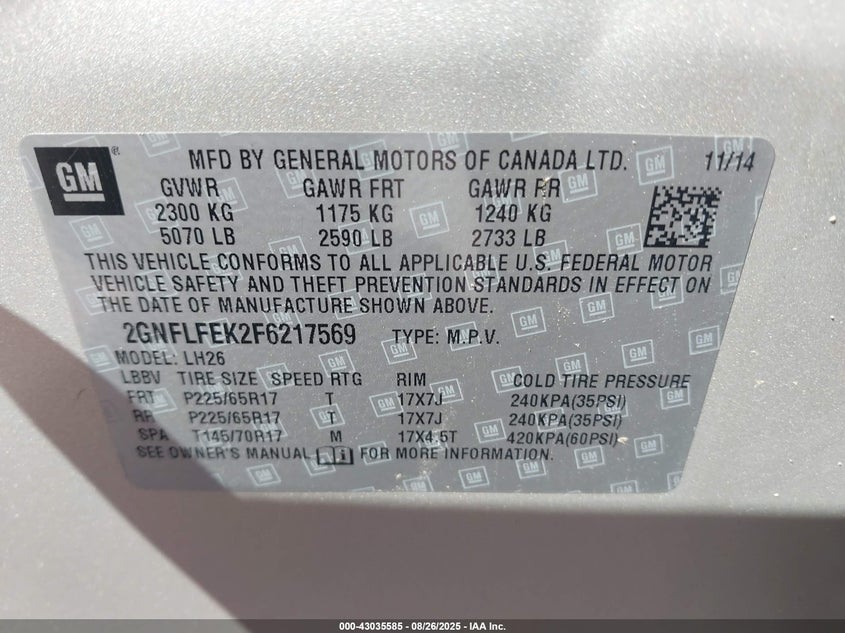 GM ® MFD BY GENERAL MOTORS OF CANADA LTD. 11/14
GVWR GAWR FRT GAWR RR
2300 KG 1175 KG 1240 KG
5070 LB 2590 LB 2733 LB
THIS VEHICLE CONFORMS TO ALL APPLICABLE U.S. FEDERAL MOTOR
VEHICLE SAFETY AND THEFT PREVENTION STANDARDS IN EFFECT ON
THE DATE OF MANUFACTURE SHOWN ABOVE.
2GNFLFEK2F6217569 TYPE: M.P.V.
MODEL: LH26
LBBV TIRE SIZE SPEED RTG RIM COLD TIRE PRESSURE
FRT P225/65R17 T 17X7J 240KPA(35PSI)
RR P225/65R17 T 17X7J 240KPA(35PSI)
SPA T145/70R17 M 17X4.5T 420KPA(60PSI)
SEE OWNER'S MANUAL FOR MORE INFORMATION.
000-43035585 - 08/26/2025 - IAA Inc.